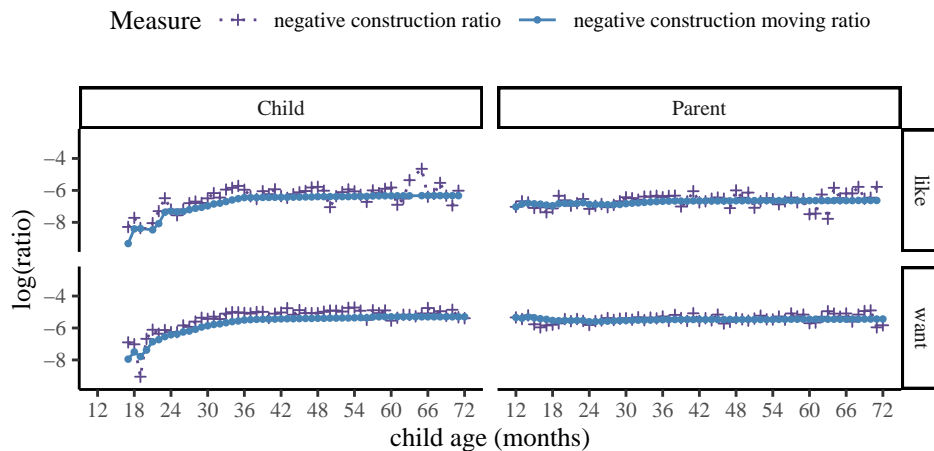 Measure negative construction ratio negative construction moving ratio
Child Parent
like
−4
−6
−8
want
−4
−6
−8
log(ratio)
12 18 24 30 36 42 48 54 60 66 72 12 18 24 30 36 42 48 54 60 66 72
child age (months)